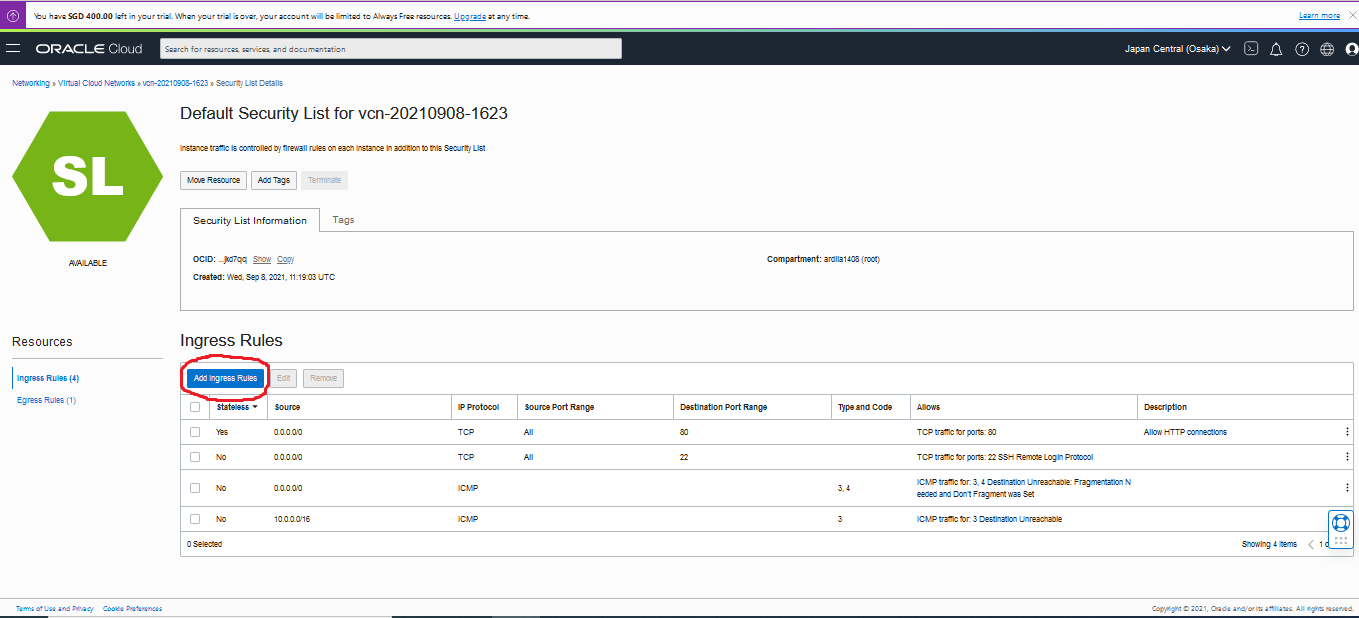 You have SGD 400.00 left in your trial. When your trial is over, your account will be limited to Always Free resources. Upgrade at any time.
Learn more
ORACLE Cloud
Search for resources, services, and documentation
Japan Central (Osaka)
Networking » Virtual Cloud Networks » vcn-20210908-1623 » Security List Details
SL
AVAILABLE
Default Security List for vcn-20210908-1623
Instance traffic is controlled by firewall rules on each Instance in addition to this Security List
Move Resource Add Tags Terminate
Security List Information Tags
OCID: ...jkd7qq Show Copy
Compartment: ardila1408 (root)
Created: Wed, Sep 8, 2021, 11:19:03 UTC
Resources
Ingress Rules (4)
Egress Rules (1)
Ingress Rules
Add Ingress Rules Edit Remove
Stateless Source IP Protocol Source Port Range Destination Port Range Type and Code Allows Description
Yes 0.0.0.0/0 TCP All 80 TCP traffic for ports: 80 Allow HTTP connections
No 0.0.0.0/0 TCP All 22 TCP traffic for ports: 22 SSH Remote Login Protocol
No 0.0.0.0/0 ICMP 3, 4 ICMP traffic for: 3, 4 Destination Unreachable: Fragmentation N
eeded and Don't Fragment was Set
No 10.0.0.0/16 ICMP 3 ICMP traffic for: 3 Destination Unreachable
0 Selected
Showing 4 Items < 1
Terms of Use and Privacy Cookie Preferences
Copyright © 2021, Oracle and/or its affiliates. All rights reserved.